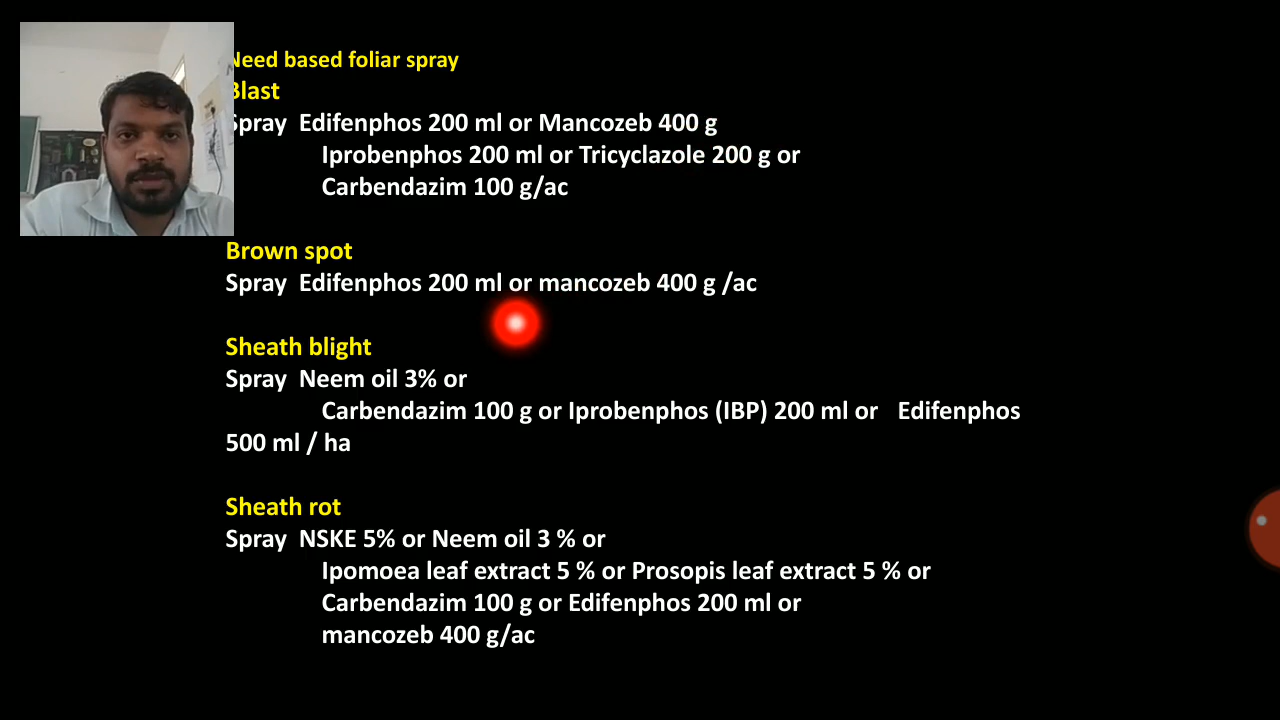 Need based foliar spray
Blast
Spray Edifenphos 200 ml or Mancozeb 400 g
Iprobenphos 200 ml or Tricyclazole 200 g or
Carbendazim 100 g/ac
Brown spot
Spray Edifenphos 200 ml or mancozeb 400 g /ac
Sheath blight
Spray Neem oil 3% or
Carbendazim 100 g or Iprobenphos (IBP) 200 ml or Edifenphos
500 ml / ha
Sheath rot
Spray NSKE 5% or Neem oil 3 % or
Ipomoea leaf extract 5 % or Prosopis leaf extract 5 % or
Carbendazim 100 g or Edifenphos 200 ml or
mancozeb 400 g/ac